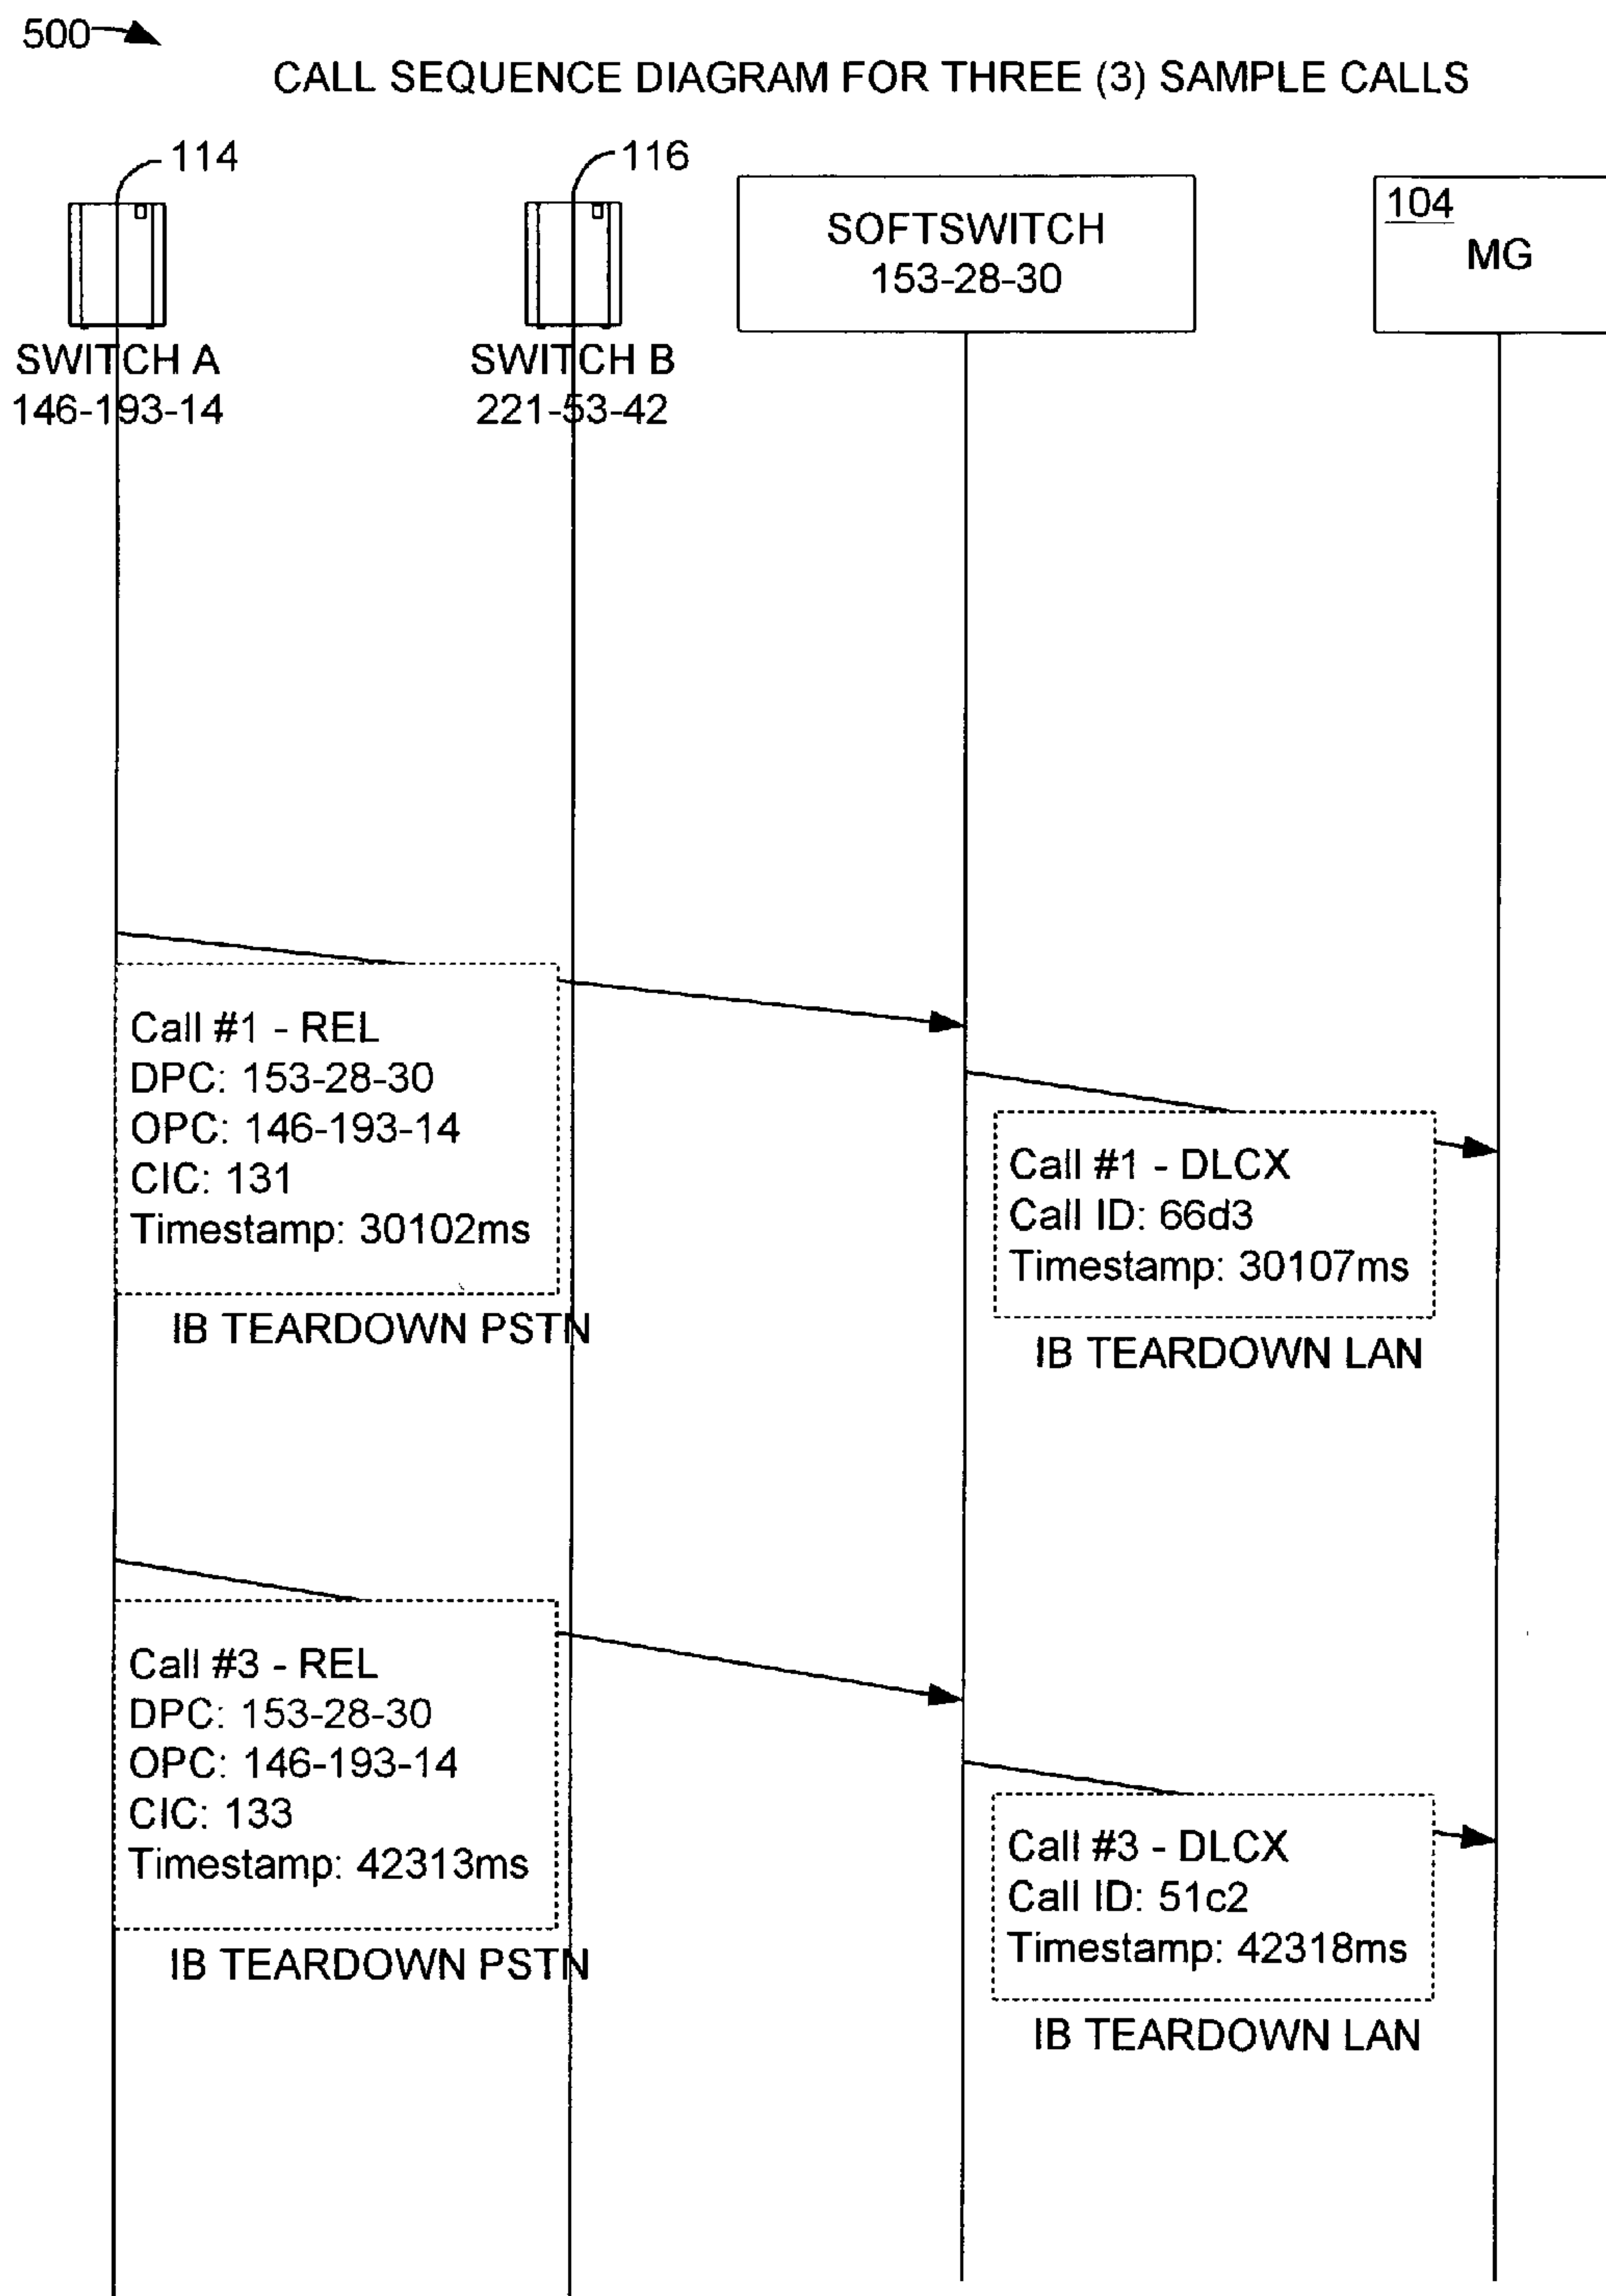 500
CALL SEQUENCE DIAGRAM FOR THREE (3) SAMPLE CALLS
114
116
SOFTSWITCH
153-28-30
104
MG
SWITCH A
146-193-14
SWITCH B
221-53-42
Call #1 - REL
DPC: 153-28-30
OPC: 146-193-14
CIC: 131
Timestamp: 30102ms
IB TEARDOWN PSTN
Call #1 - DLCX
Call ID: 66d3
Timestamp: 30107ms
IB TEARDOWN LAN
Call #3 - REL
DPC: 153-28-30
OPC: 146-193-14
CIC: 133
Timestamp: 42313ms
IB TEARDOWN PSTN
Call #3 - DLCX
Call ID: 51c2
Timestamp: 42318ms
IB TEARDOWN LAN